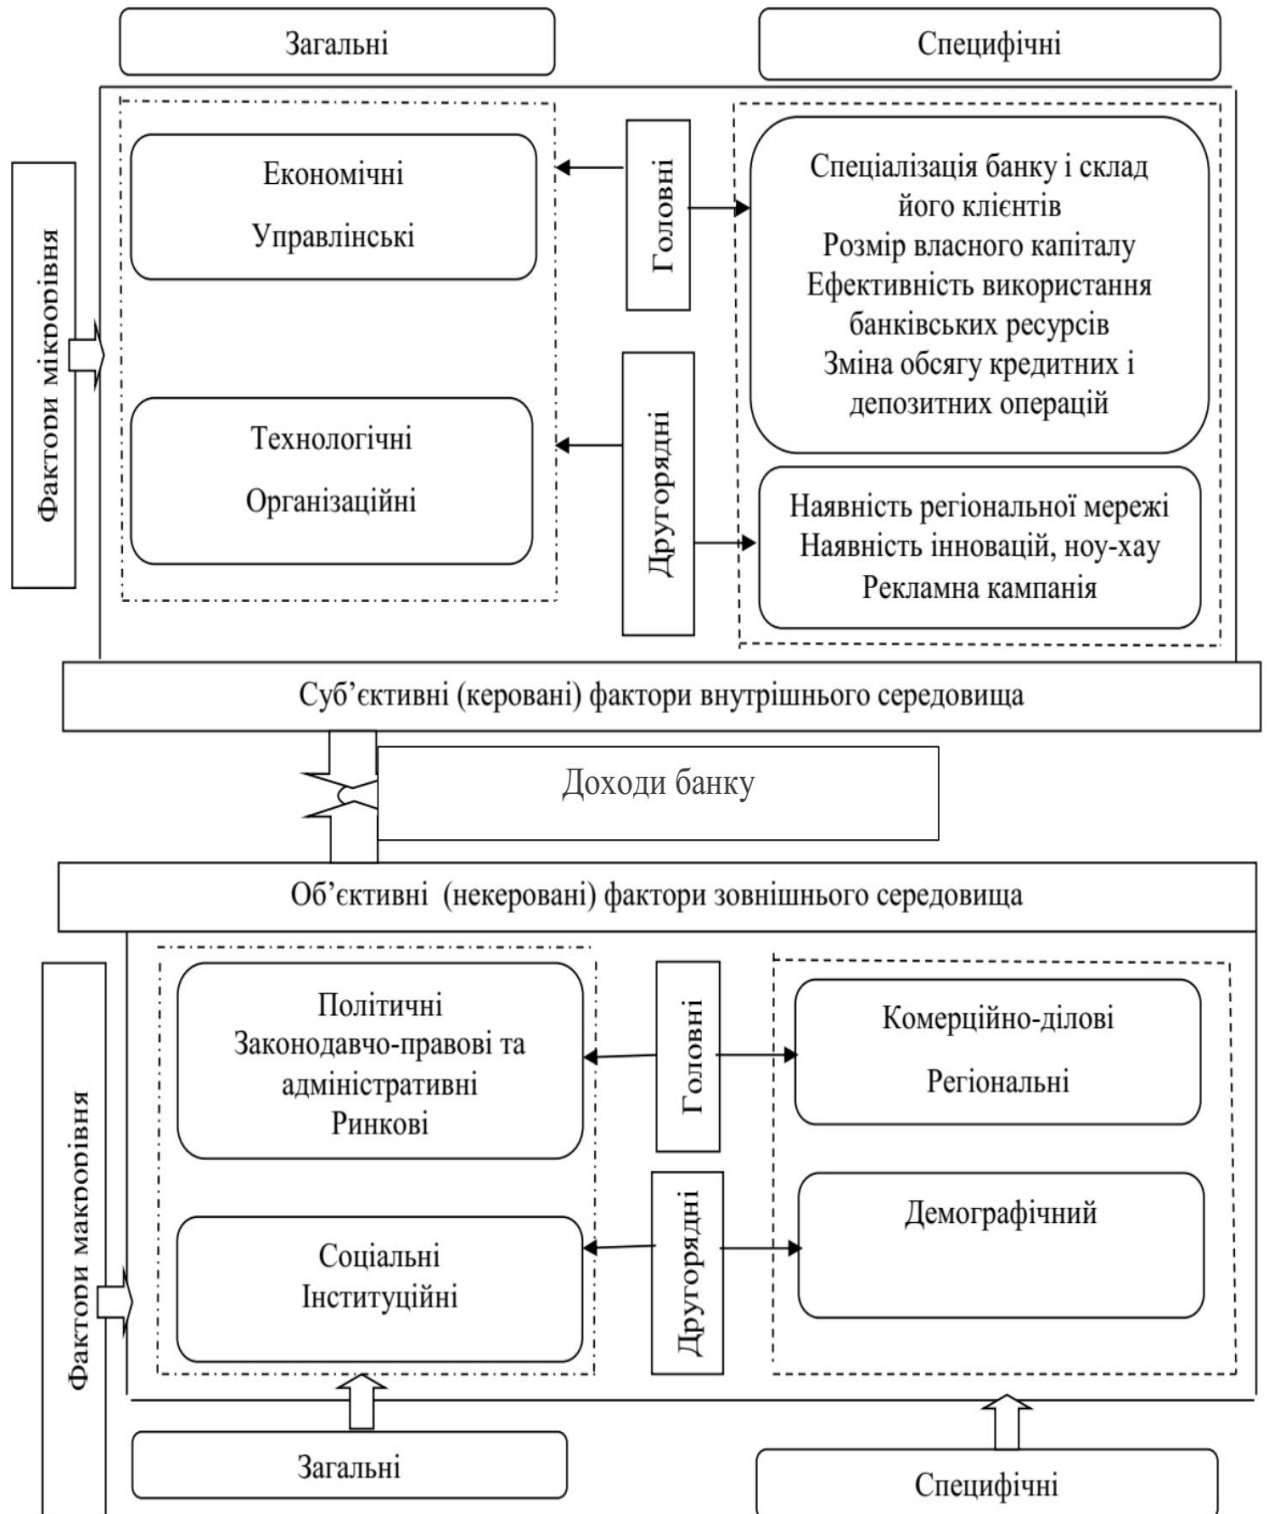 Загальні
Специфічні
Фактори мікрорівня
Економічні
Управлінські
Технологічні
Організаційні
Головні
Другорядні
Спеціалізація банку і склад
його клієнтів
Розмір власного капіталу
Ефективність використання
банківських ресурсів
Зміна обсягу кредитних і
депозитних операцій
Наявність регіональної мережі
Наявність інновацій, ноу-хау
Рекламна кампанія
Суб’єктивні (керовані) фактори внутрішнього середовища
Доходи банку
Об’єктивні (некеровані) фактори зовнішнього середовища
Фактори макрорівня
Політичні
Законодавчо-правові та
адміністративні
Ринкові
Соціальні
Інституційні
Головні
Другорядні
Комерційно-ділові
Регіональні
Демографічний
Загальні
Специфічні